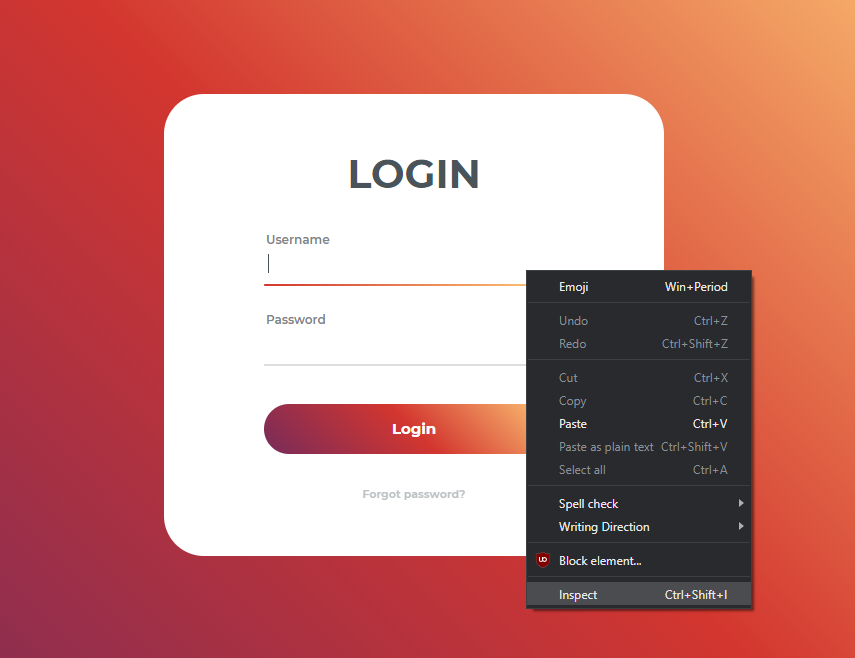 LOGIN
Username
Password
Login
Forgot password?
Emoji Win+Period
Undo Ctrl+Z
Redo Ctrl+Shift+Z
Cut Ctrl+X
Copy Ctrl+C
Paste Ctrl+V
Paste as plain text Ctrl+Shift+V
Select all Ctrl+A
Spell check
Writing Direction
Block element...
Inspect Ctrl+Shift+I